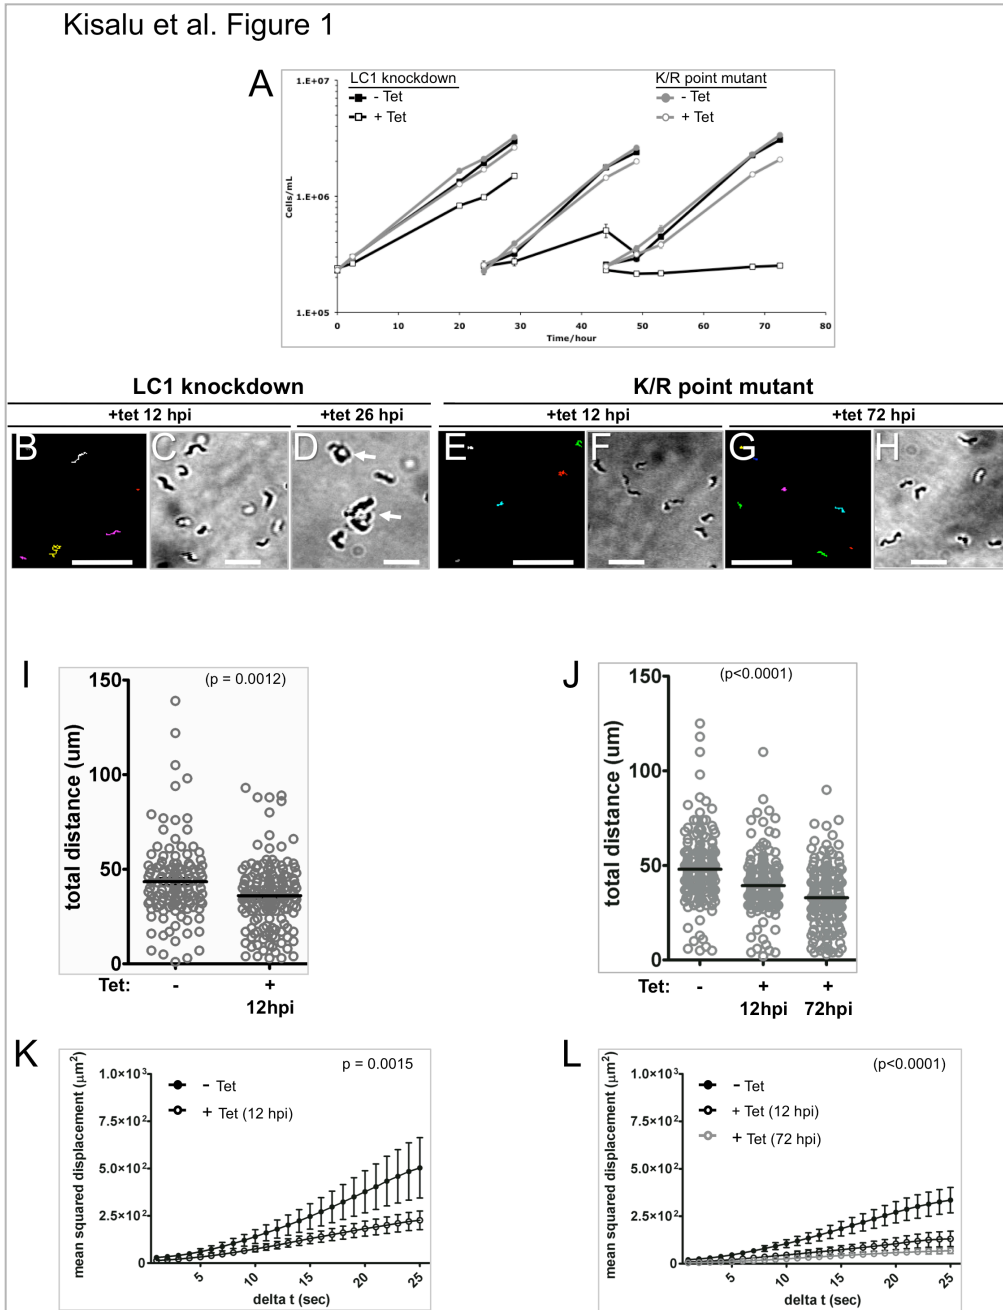 Kisalu et al. Figure 1
A
LC1 knockdown
- Tet
+ Tet
K/R point mutant
- Tet
+ Tet
1.E+07
1.E+06
1.E+05
Cells/mL
0 10 20 30 40 50 60 70 80
Time/hour
LC1 knockdown
K/R point mutant
+tet 12 hpi
+tet 26 hpi
+tet 12 hpi
+tet 72 hpi
B
C
D
E
F
G
H
I
(p = 0.0012)
150
100
50
0
total distance (um)
Tet: - +
12hpi
J
(p<0.0001)
150
100
50
0
total distance (um)
Tet: - + +
12hpi 72hpi
K
p = 0.0015
- Tet
+ Tet (12 hpi)
1.0×10³
7.5×10²
5.0×10²
2.5×10²
0
mean squared displacement (µm²)
5 10 15 20 25
delta t (sec)
L
(p<0.0001)
- Tet
+ Tet (12 hpi)
+ Tet (72 hpi)
1.0×10³
7.5×10²
5.0×10²
2.5×10²
0
mean squared displacement (µm²)
5 10 15 20 25
delta t (sec)